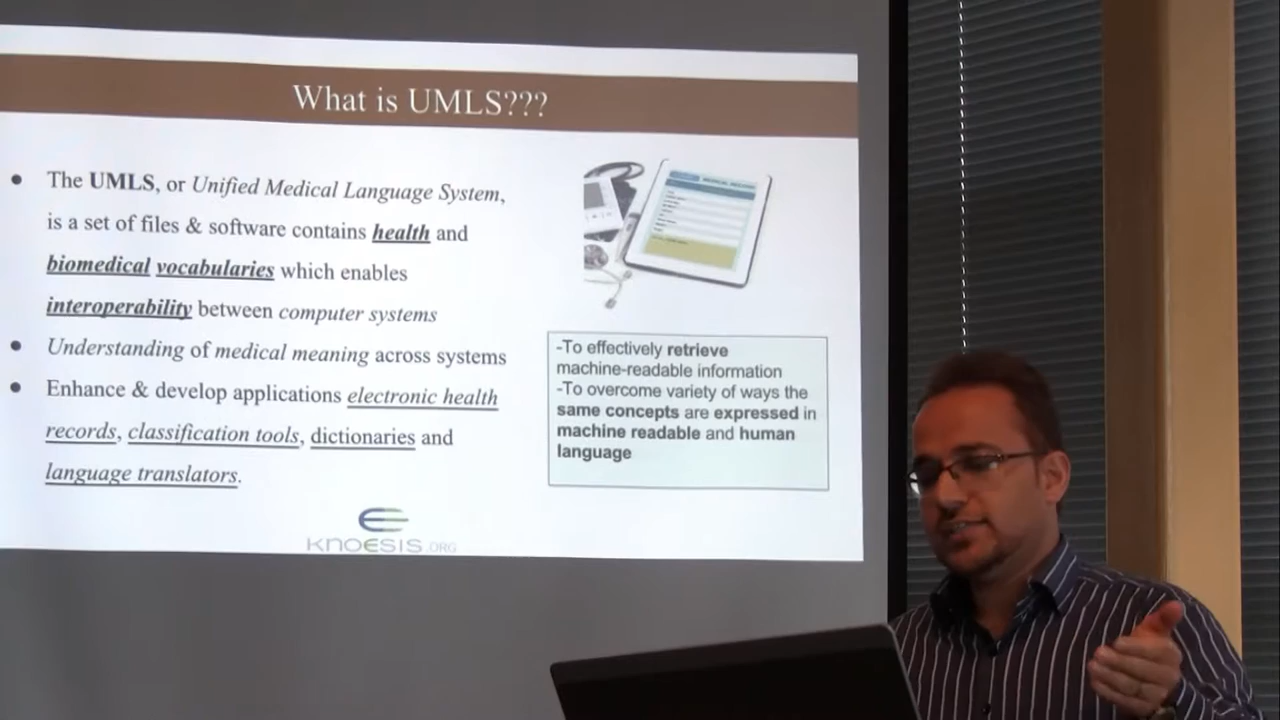 What is UMLS???
● The UMLS, or Unified Medical Language System,
is a set of files & software contains health and
biomedical vocabularies which enables
interoperability between computer systems
● Understanding of medical meaning across systems
● Enhance & develop applications electronic health
records, classification tools, dictionaries and
language translators.
-To effectively retrieve
machine-readable information
-To overcome variety of ways the
same concepts are expressed in
machine readable and human
language
KNOESIS.ORG